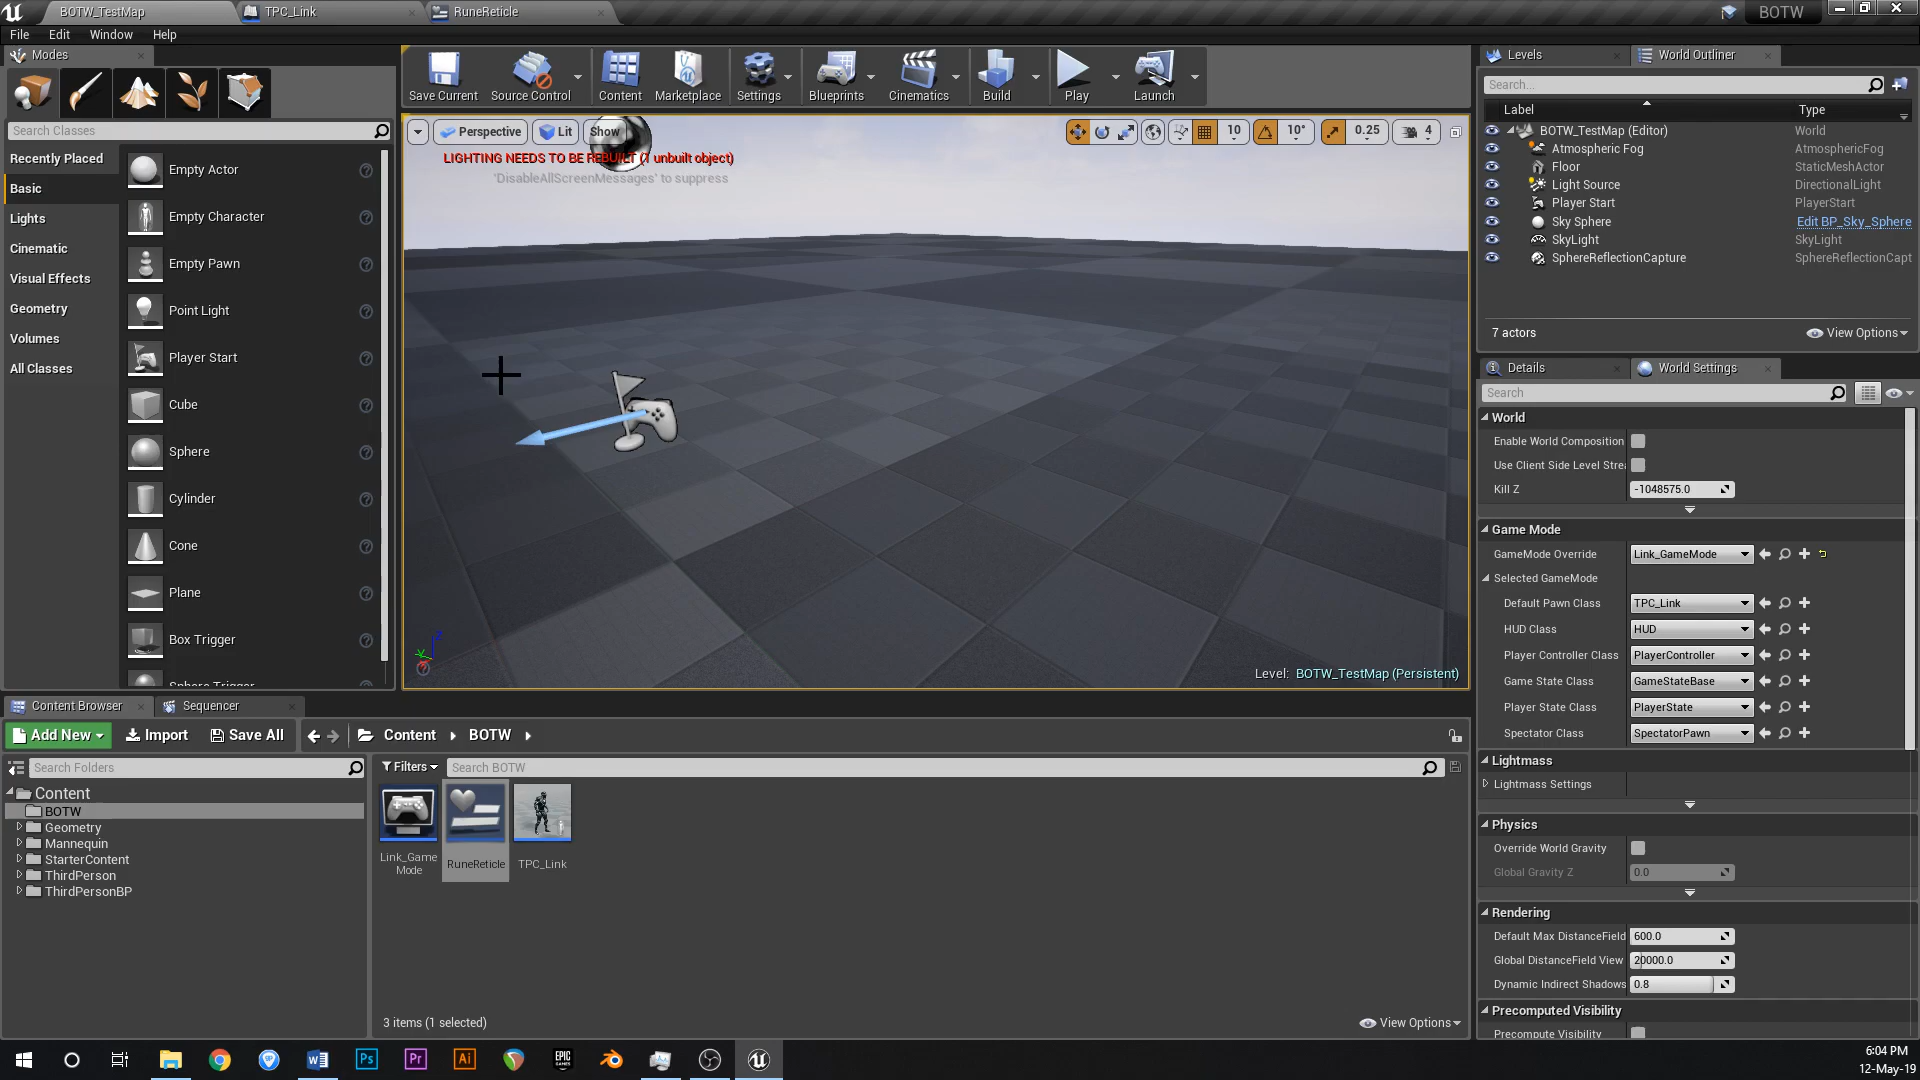 BOTW_TestMap
TPC_Link
RuneReticle
BOTW
File Edit Window Help
Modes
Search Classes
Recently Placed
Basic
Lights
Cinematic
Visual Effects
Geometry
Volumes
All Classes
Empty Actor
Empty Character
Empty Pawn
Point Light
Player Start
Cube
Sphere
Cylinder
Cone
Plane
Box Trigger
Sphere Trigger
Save Current
Source Control
Content
Marketplace
Settings
Blueprints
Cinematics
Build
Play
Launch
Perspective
Lit
Show
10
10°
0.25
4
LIGHTING NEEDS TO BE REBUILT (1 unbuilt object)
'DisableAllScreenMessages' to suppress
Level: BOTW_TestMap (Persistent)
Levels
World Outliner
Search...
Label Type
BOTW_TestMap (Editor) World
Atmospheric Fog AtmosphericFog
Floor StaticMeshActor
Light Source DirectionalLight
Player Start PlayerStart
Sky Sphere Edit BP_Sky_Sphere
SkyLight SkyLight
SphereReflectionCapture SphereReflectionCapt
7 actors
View Options
Details
World Settings
Search
World
Enable World Composition
Use Client Side Level Strea
Kill Z -1048575.0
Game Mode
GameMode Override Link_GameMode
Selected GameMode
Default Pawn Class TPC_Link
HUD Class HUD
Player Controller Class PlayerController
Game State Class GameStateBase
Player State Class PlayerState
Spectator Class SpectatorPawn
Lightmass
Lightmass Settings
Physics
Override World Gravity
Global Gravity Z 0.0
Rendering
Default Max DistanceField 600.0
Global DistanceField View 20000.0
Dynamic Indirect Shadows 0.8
Precomputed Visibility
Precompute Visibility
Content Browser
Sequencer
Add New
Import
Save All
Content
BOTW
Search Folders
Filters
Search BOTW
Content
BOTW
Geometry
Mannequin
StarterContent
ThirdPerson
ThirdPersonBP
Link_Game
Mode
RuneReticle
TPC_Link
3 items (1 selected)
View Options
W
Ps
Pr
Ai
EPIC
GAMES
6:04 PM
12-May-19